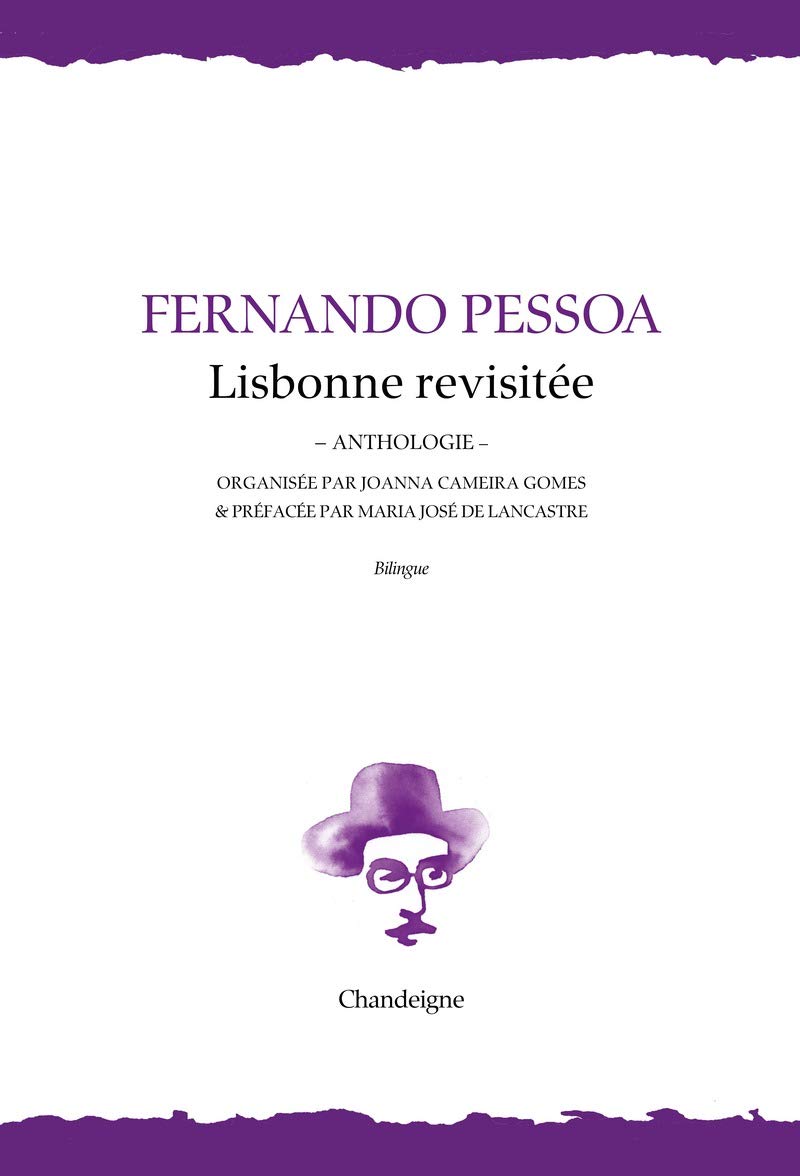 FERNANDO PESSOA
Lisbonne revisitée
– ANTHOLOGIE –
ORGANISÉE PAR JOANNA CAMEIRA GOMES
& PRÉFACÉE PAR MARIA JOSÉ DE LANCASTRE
Bilingue
Chandeigne